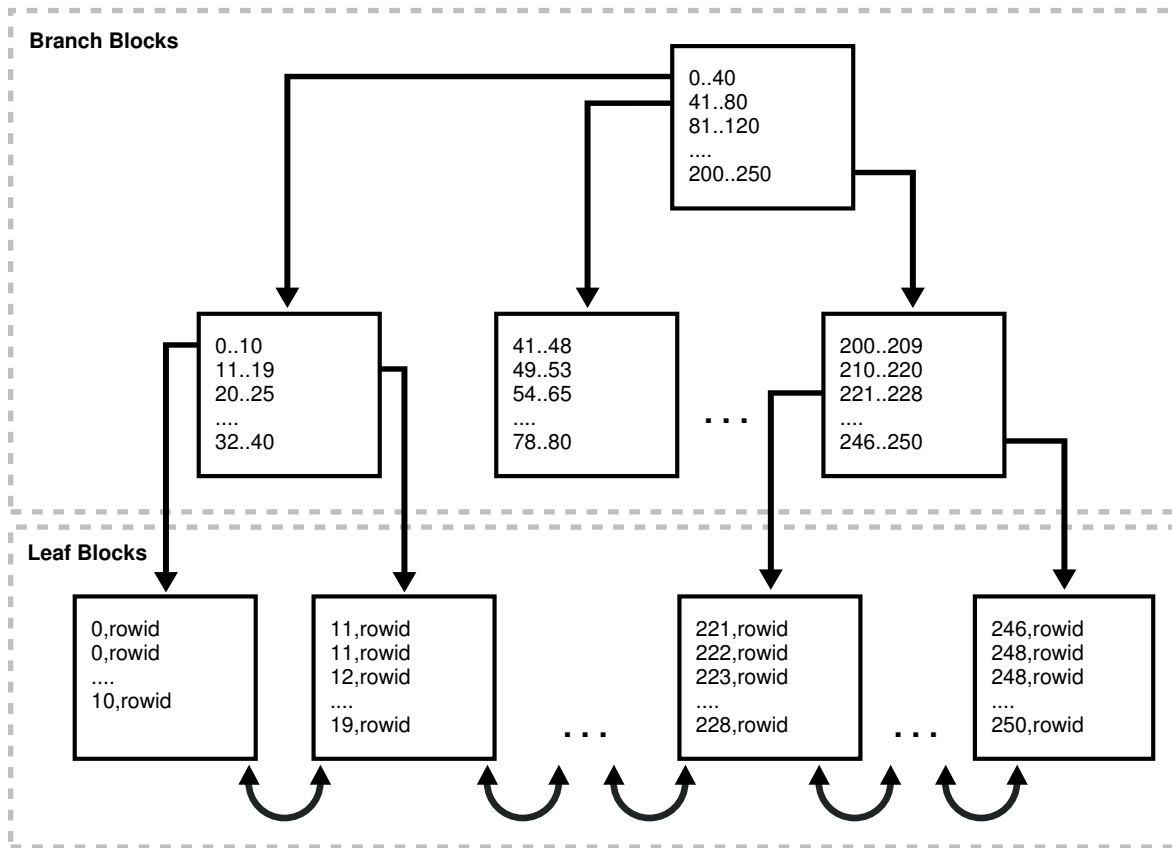 Branch Blocks
0..40
41..80
81..120
....
200..250
0..10
11..19
20..25
....
32..40
41..48
49..53
54..65
....
78..80
. . .
200..209
210..220
221..228
....
246..250
Leaf Blocks
0,rowid
0,rowid
....
10,rowid
11,rowid
11,rowid
12,rowid
....
19,rowid
. . .
221,rowid
222,rowid
223,rowid
....
228,rowid
. . .
246,rowid
248,rowid
248,rowid
....
250,rowid